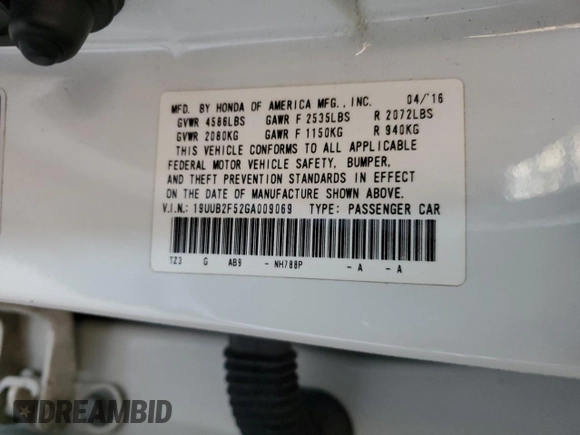 MFD. BY HONDA OF AMERICA MFG., INC. 04/'16
GVWR 4586LBS GAWR F 2535LBS R 2072LBS
GVWR 2080KG GAWR F 1150KG R 940KG
THIS VEHICLE CONFORMS TO ALL APPLICABLE
FEDERAL MOTOR VEHICLE SAFETY, BUMPER,
AND THEFT PREVENTION STANDARDS IN EFFECT
ON THE DATE OF MANUFACTURE SHOWN ABOVE.
V.I.N.: 19UUB2F52GA009069 TYPE: PASSENGER CAR
TZ3 G AB9 - NH788P - A - A
DREAMBID